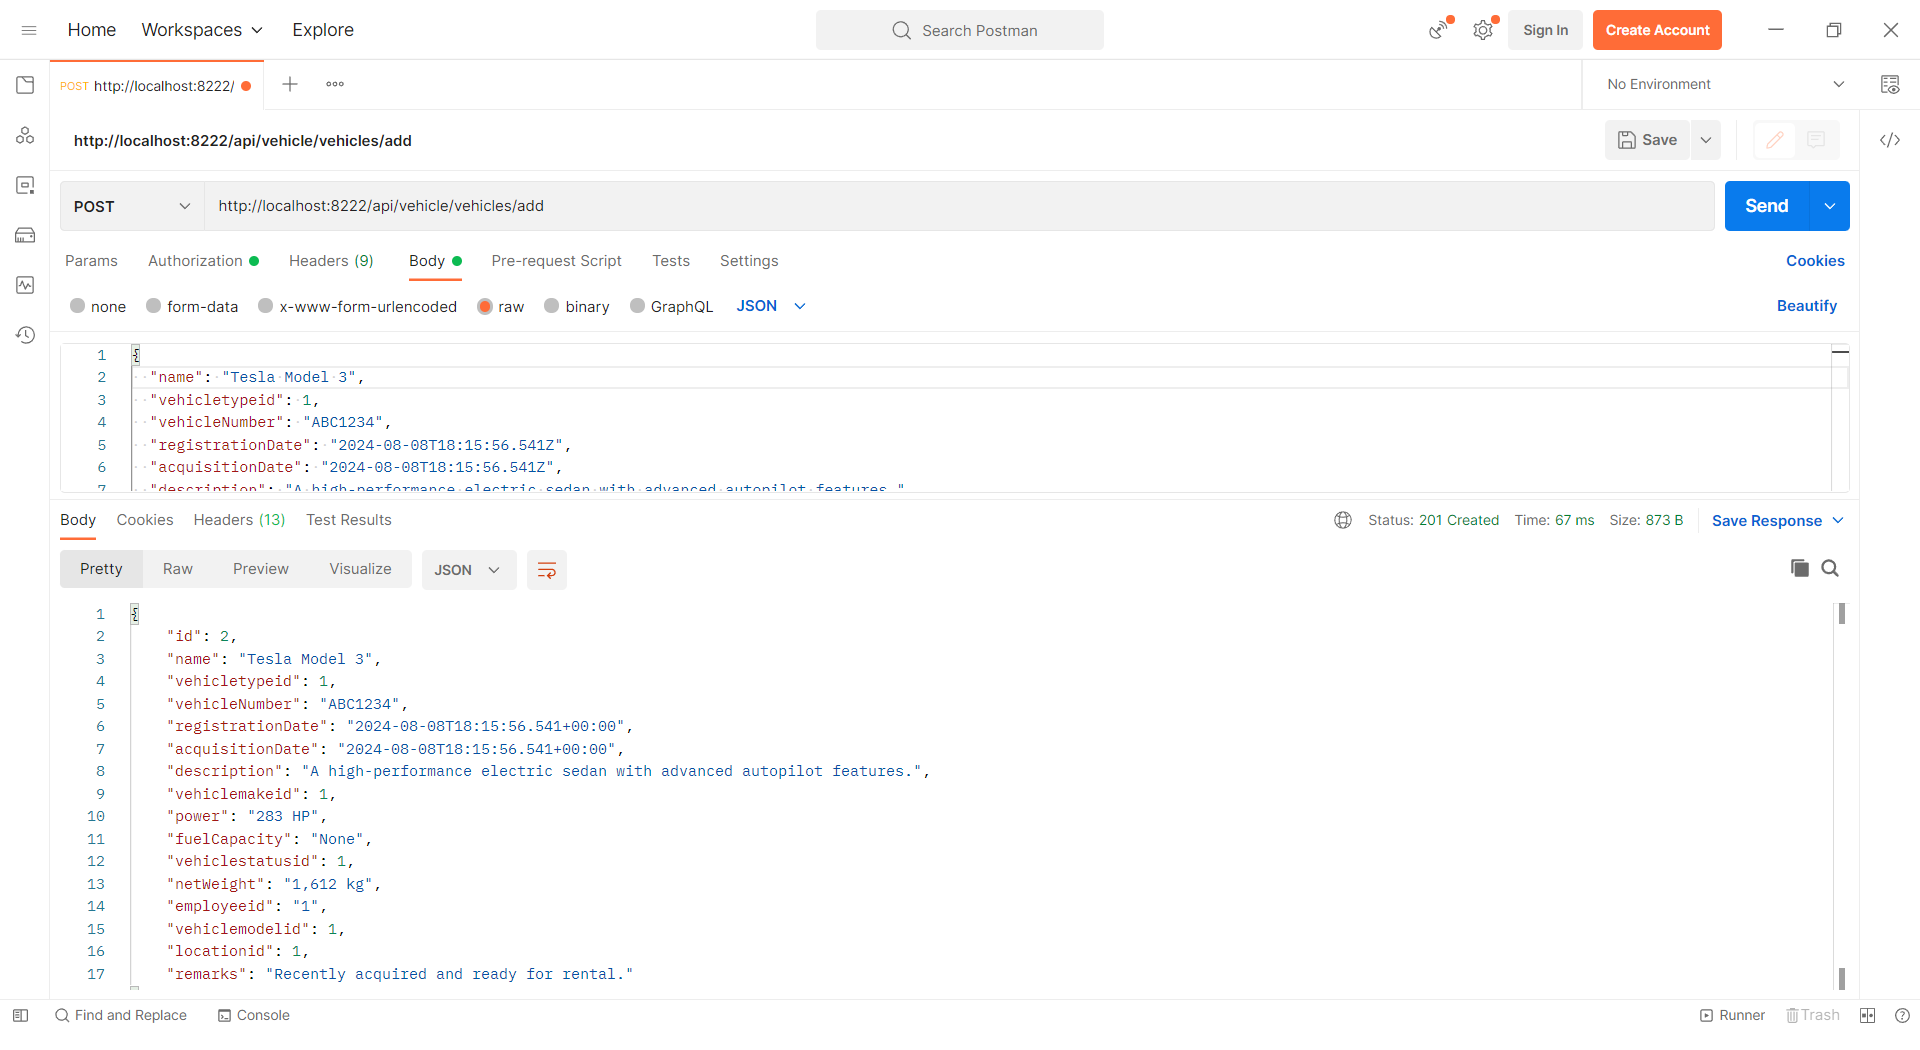 Home Workspaces Explore Search Postman Sign In Create Account
POST http://localhost:8222/ No Environment
http://localhost:8222/api/vehicle/vehicles/add Save
POST http://localhost:8222/api/vehicle/vehicles/add Send
Params Authorization Headers (9) Body Pre-request Script Tests Settings Cookies
none form-data x-www-form-urlencoded raw binary GraphQL JSON Beautify
1 {
2 "name": "Tesla Model 3",
3 "vehicletypeid": 1,
4 "vehicleNumber": "ABC1234",
5 "registrationDate": "2024-08-08T18:15:56.541Z",
6 "acquisitionDate": "2024-08-08T18:15:56.541Z",
7 "description": "A high-performance electric sedan with advanced autopilot features."
Body Cookies Headers (13) Test Results Status: 201 Created Time: 67 ms Size: 873 B Save Response
Pretty Raw Preview Visualize JSON
1 {
2 "id": 2,
3 "name": "Tesla Model 3",
4 "vehicletypeid": 1,
5 "vehicleNumber": "ABC1234",
6 "registrationDate": "2024-08-08T18:15:56.541+00:00",
7 "acquisitionDate": "2024-08-08T18:15:56.541+00:00",
8 "description": "A high-performance electric sedan with advanced autopilot features.",
9 "vehiclemakeid": 1,
10 "power": "283 HP",
11 "fuelCapacity": "None",
12 "vehiclestatusid": 1,
13 "netWeight": "1,612 kg",
14 "employeeid": "1",
15 "vehiclemodelid": 1,
16 "locationid": 1,
17 "remarks": "Recently acquired and ready for rental."
Find and Replace Console Runner Trash